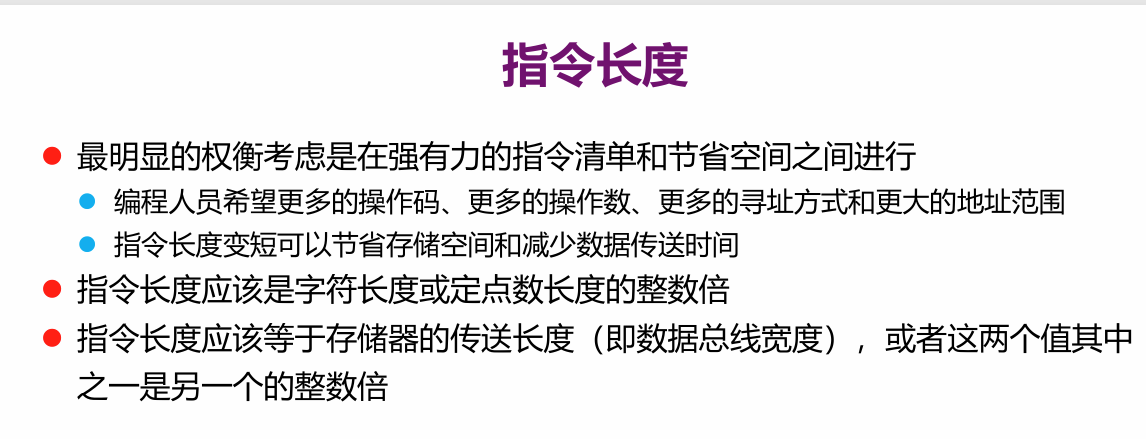 指令长度
最明显的权衡考虑是在强有力的指令清单和节省空间之间进行
编程人员希望更多的操作码、更多的操作数、更多的寻址方式和更大的地址范围
指令长度变短可以节省存储空间和减少数据传送时间
指令长度应该是字符长度或定点数长度的整数倍
指令长度应该等于存储器的传送长度（即数据总线宽度），或者这两个值其中
之一是另一个的整数倍